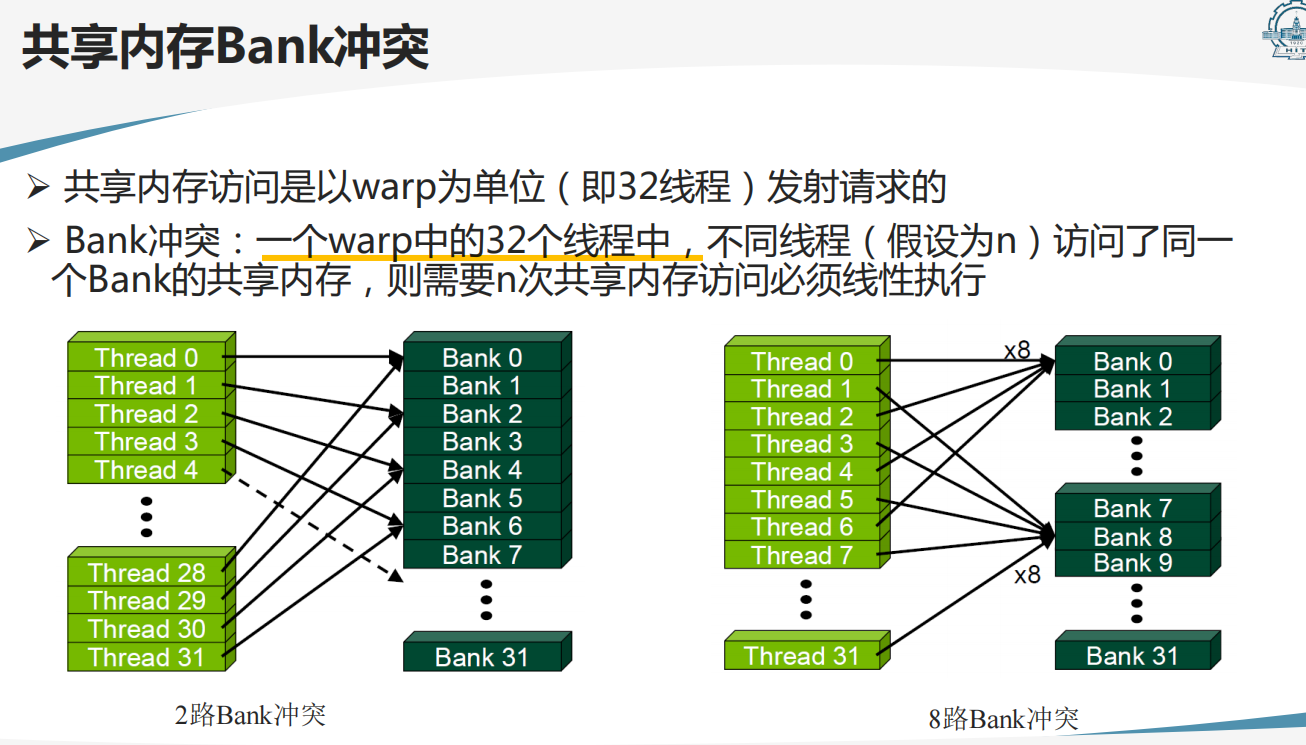 共享内存Bank冲突
➢ 共享内存访问是以warp为单位（即32线程）发射请求的
➢ Bank冲突：一个warp中的32个线程中，不同线程（假设为n）访问了同一
个Bank的共享内存，则需要n次共享内存访问必须线性执行
Thread 0
Thread 1
Thread 2
Thread 3
Thread 4
Thread 28
Thread 29
Thread 30
Thread 31
Bank 0
Bank 1
Bank 2
Bank 3
Bank 4
Bank 5
Bank 6
Bank 7
Bank 31
2路Bank冲突
Thread 0
Thread 1
Thread 2
Thread 3
Thread 4
Thread 5
Thread 6
Thread 7
Thread 31
x8
x8
Bank 0
Bank 1
Bank 2
Bank 7
Bank 8
Bank 9
Bank 31
8路Bank冲突
1920
HIT